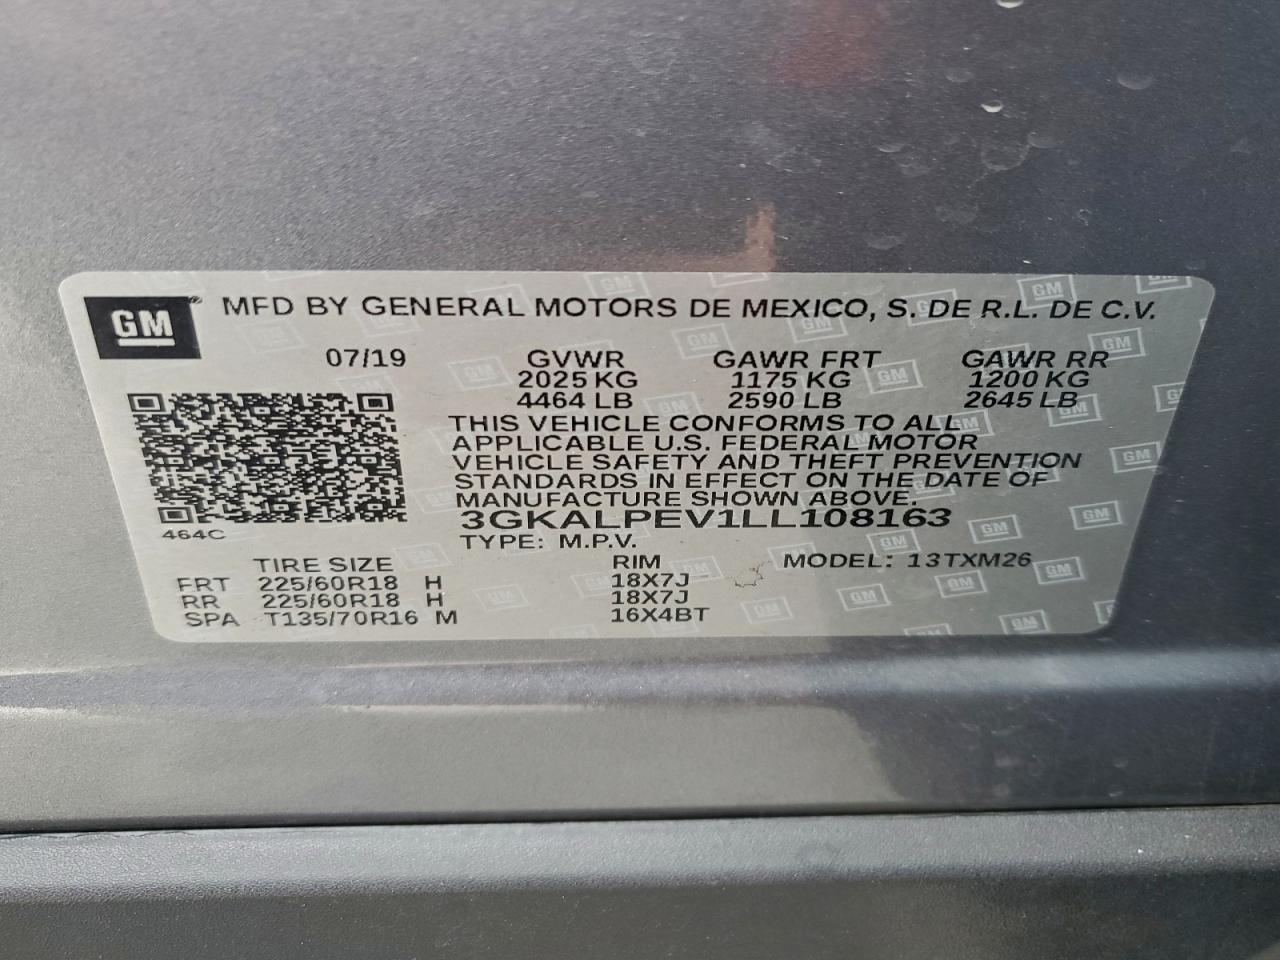 GM MFD BY GENERAL MOTORS DE MEXICO, S. DE R.L. DE C.V.
07/19 GVWR GAWR FRT GAWR RR
2025 KG 1175 KG 1200 KG
4464 LB 2590 LB 2645 LB
THIS VEHICLE CONFORMS TO ALL
APPLICABLE U.S. FEDERAL MOTOR
VEHICLE SAFETY AND THEFT PREVENTION
STANDARDS IN EFFECT ON THE DATE OF
MANUFACTURE SHOWN ABOVE.
3GKALPEV1LL108163
464C
TYPE: M.P.V.
TIRE SIZE RIM MODEL: 13TXM26
FRT 225/60R18 H 18X7J
RR 225/60R18 H 18X7J
SPA T135/70R16 M 16X4BT